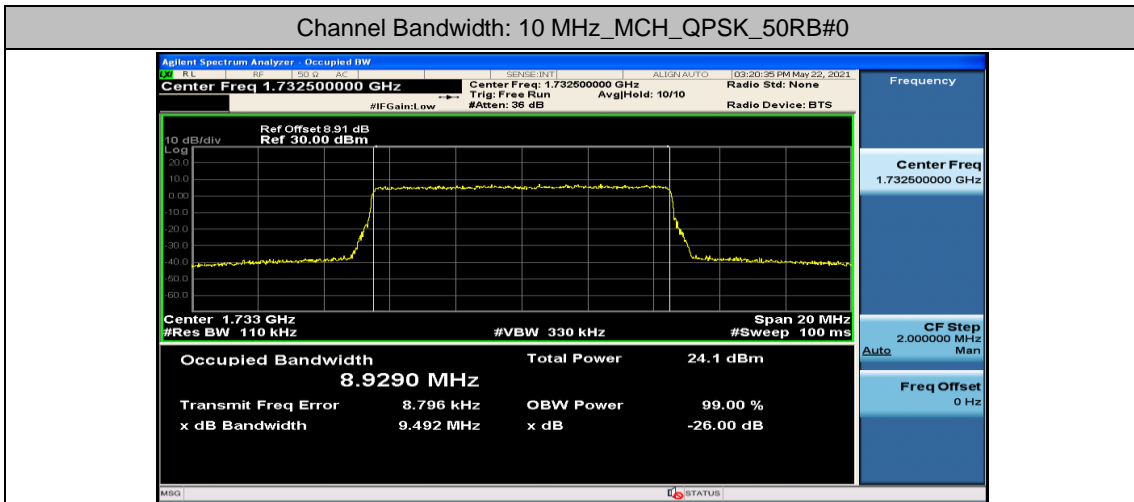 Channel Bandwidth: 10 MHz_MCH_QPSK_50RB#0
Agilent Spectrum Analyzer - Occupied BW
LXI RL RF 50 Ω AC SENSE:INT ALIGN AUTO 03:20:35 PM May 22, 2021
Center Freq 1.732500000 GHz
Center Freq: 1.732500000 GHz Radio Std: None
Trig: Free Run Avg|Hold: 10/10
#IFGain:Low #Atten: 36 dB Radio Device: BTS
Frequency
Ref Offset 8.91 dB
10 dB/div Ref 30.00 dBm
Log
20.0
10.0
0.00
-10.0
-20.0
-30.0
-40.0
-50.0
-60.0
Center 1.733 GHz Span 20 MHz
#Res BW 110 kHz #VBW 330 kHz #Sweep 100 ms
Center Freq
1.732500000 GHz
CF Step
2.000000 MHz
Auto Man
Freq Offset
0 Hz
Occupied Bandwidth Total Power 24.1 dBm
8.9290 MHz
Transmit Freq Error 8.796 kHz OBW Power 99.00 %
x dB Bandwidth 9.492 MHz x dB -26.00 dB
MSG STATUS